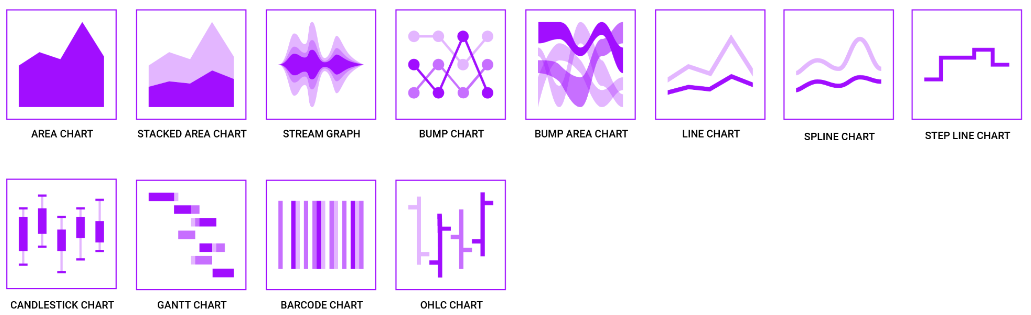 AREA CHART
STACKED AREA CHART
STREAM GRAPH
BUMP CHART
BUMP AREA CHART
LINE CHART
SPLINE CHART
STEP LINE CHART
CANDLESTICK CHART
GANTT CHART
BARCODE CHART
OHLC CHART